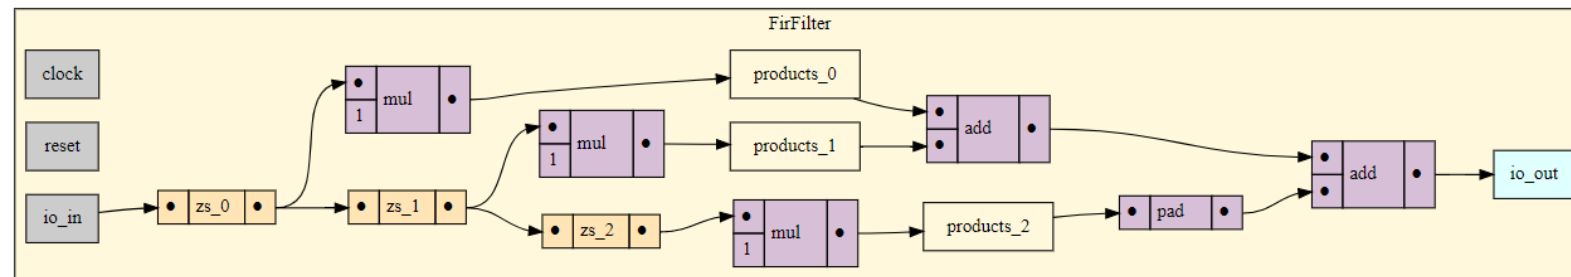 FirFilter
clock
mul
1
products_0
add
reset
mul
1
products_1
add
io_out
io_in
zs_0
zs_1
zs_2
mul
1
products_2
pad